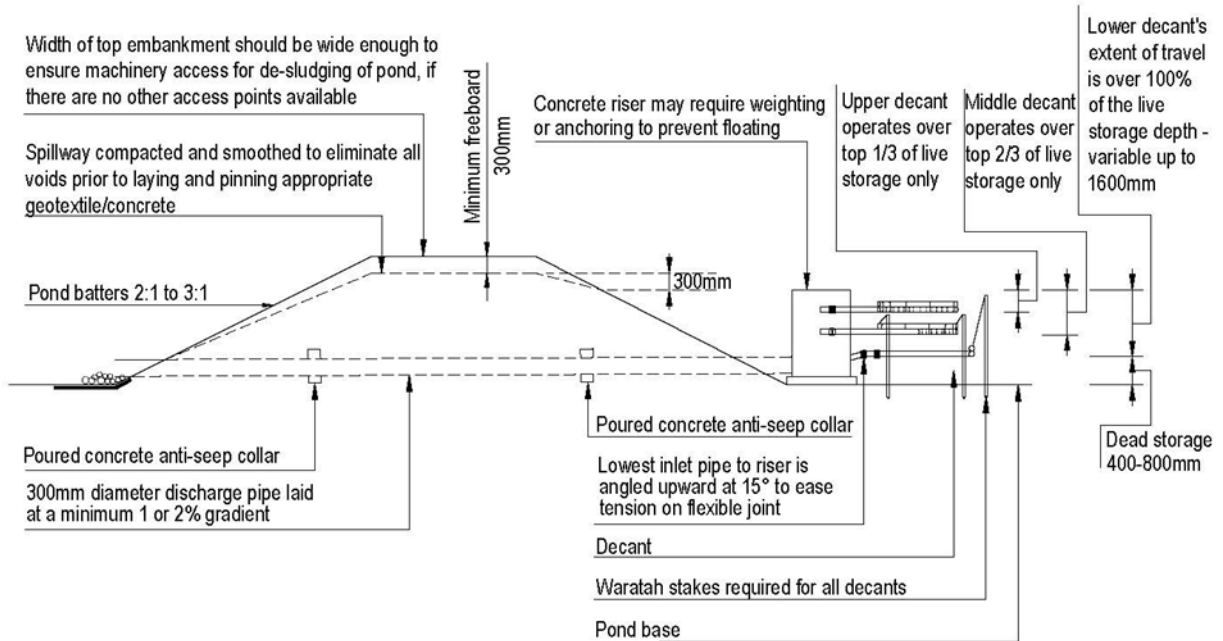 Width of top embankment should be wide enough to
ensure machinery access for de-sludging of pond, if
there are no other access points available
Spillway compacted and smoothed to eliminate all
voids prior to laying and pinning appropriate
geotextile/concrete
Pond batters 2:1 to 3:1
Minimum freeboard
300mm
300mm
Concrete riser may require weighting
or anchoring to prevent floating
Upper decant
operates over
top 1/3 of live
storage only
Middle decant
operates over
top 2/3 of live
storage only
Lower decant's
extent of travel
is over 100%
of the live
storage depth -
variable up to
1600mm
Poured concrete anti-seep collar
300mm diameter discharge pipe laid
at a minimum 1 or 2% gradient
Poured concrete anti-seep collar
Lowest inlet pipe to riser is
angled upward at 15° to ease
tension on flexible joint
Decant
Waratah stakes required for all decants
Pond base
Dead storage
400-800mm